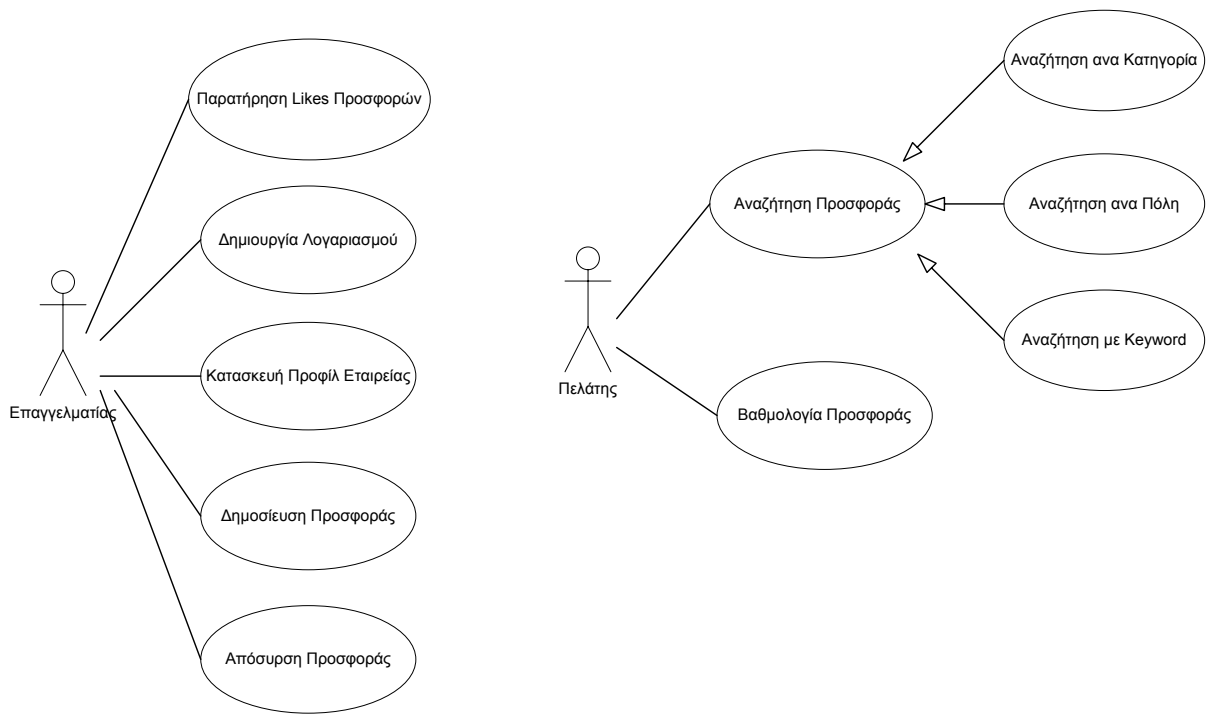 Παρατήρηση Likes Προσφορών
Δημιουργία Λογαριασμού
Κατασκευή Προφίλ Εταιρείας
Επαγγελματίας
Δημοσίευση Προσφοράς
Απόσυρση Προσφοράς
Αναζήτηση ανα Κατηγορία
Αναζήτηση Προσφοράς
Αναζήτηση ανα Πόλη
Αναζήτηση με Keyword
Πελάτης
Βαθμολογία Προσφοράς